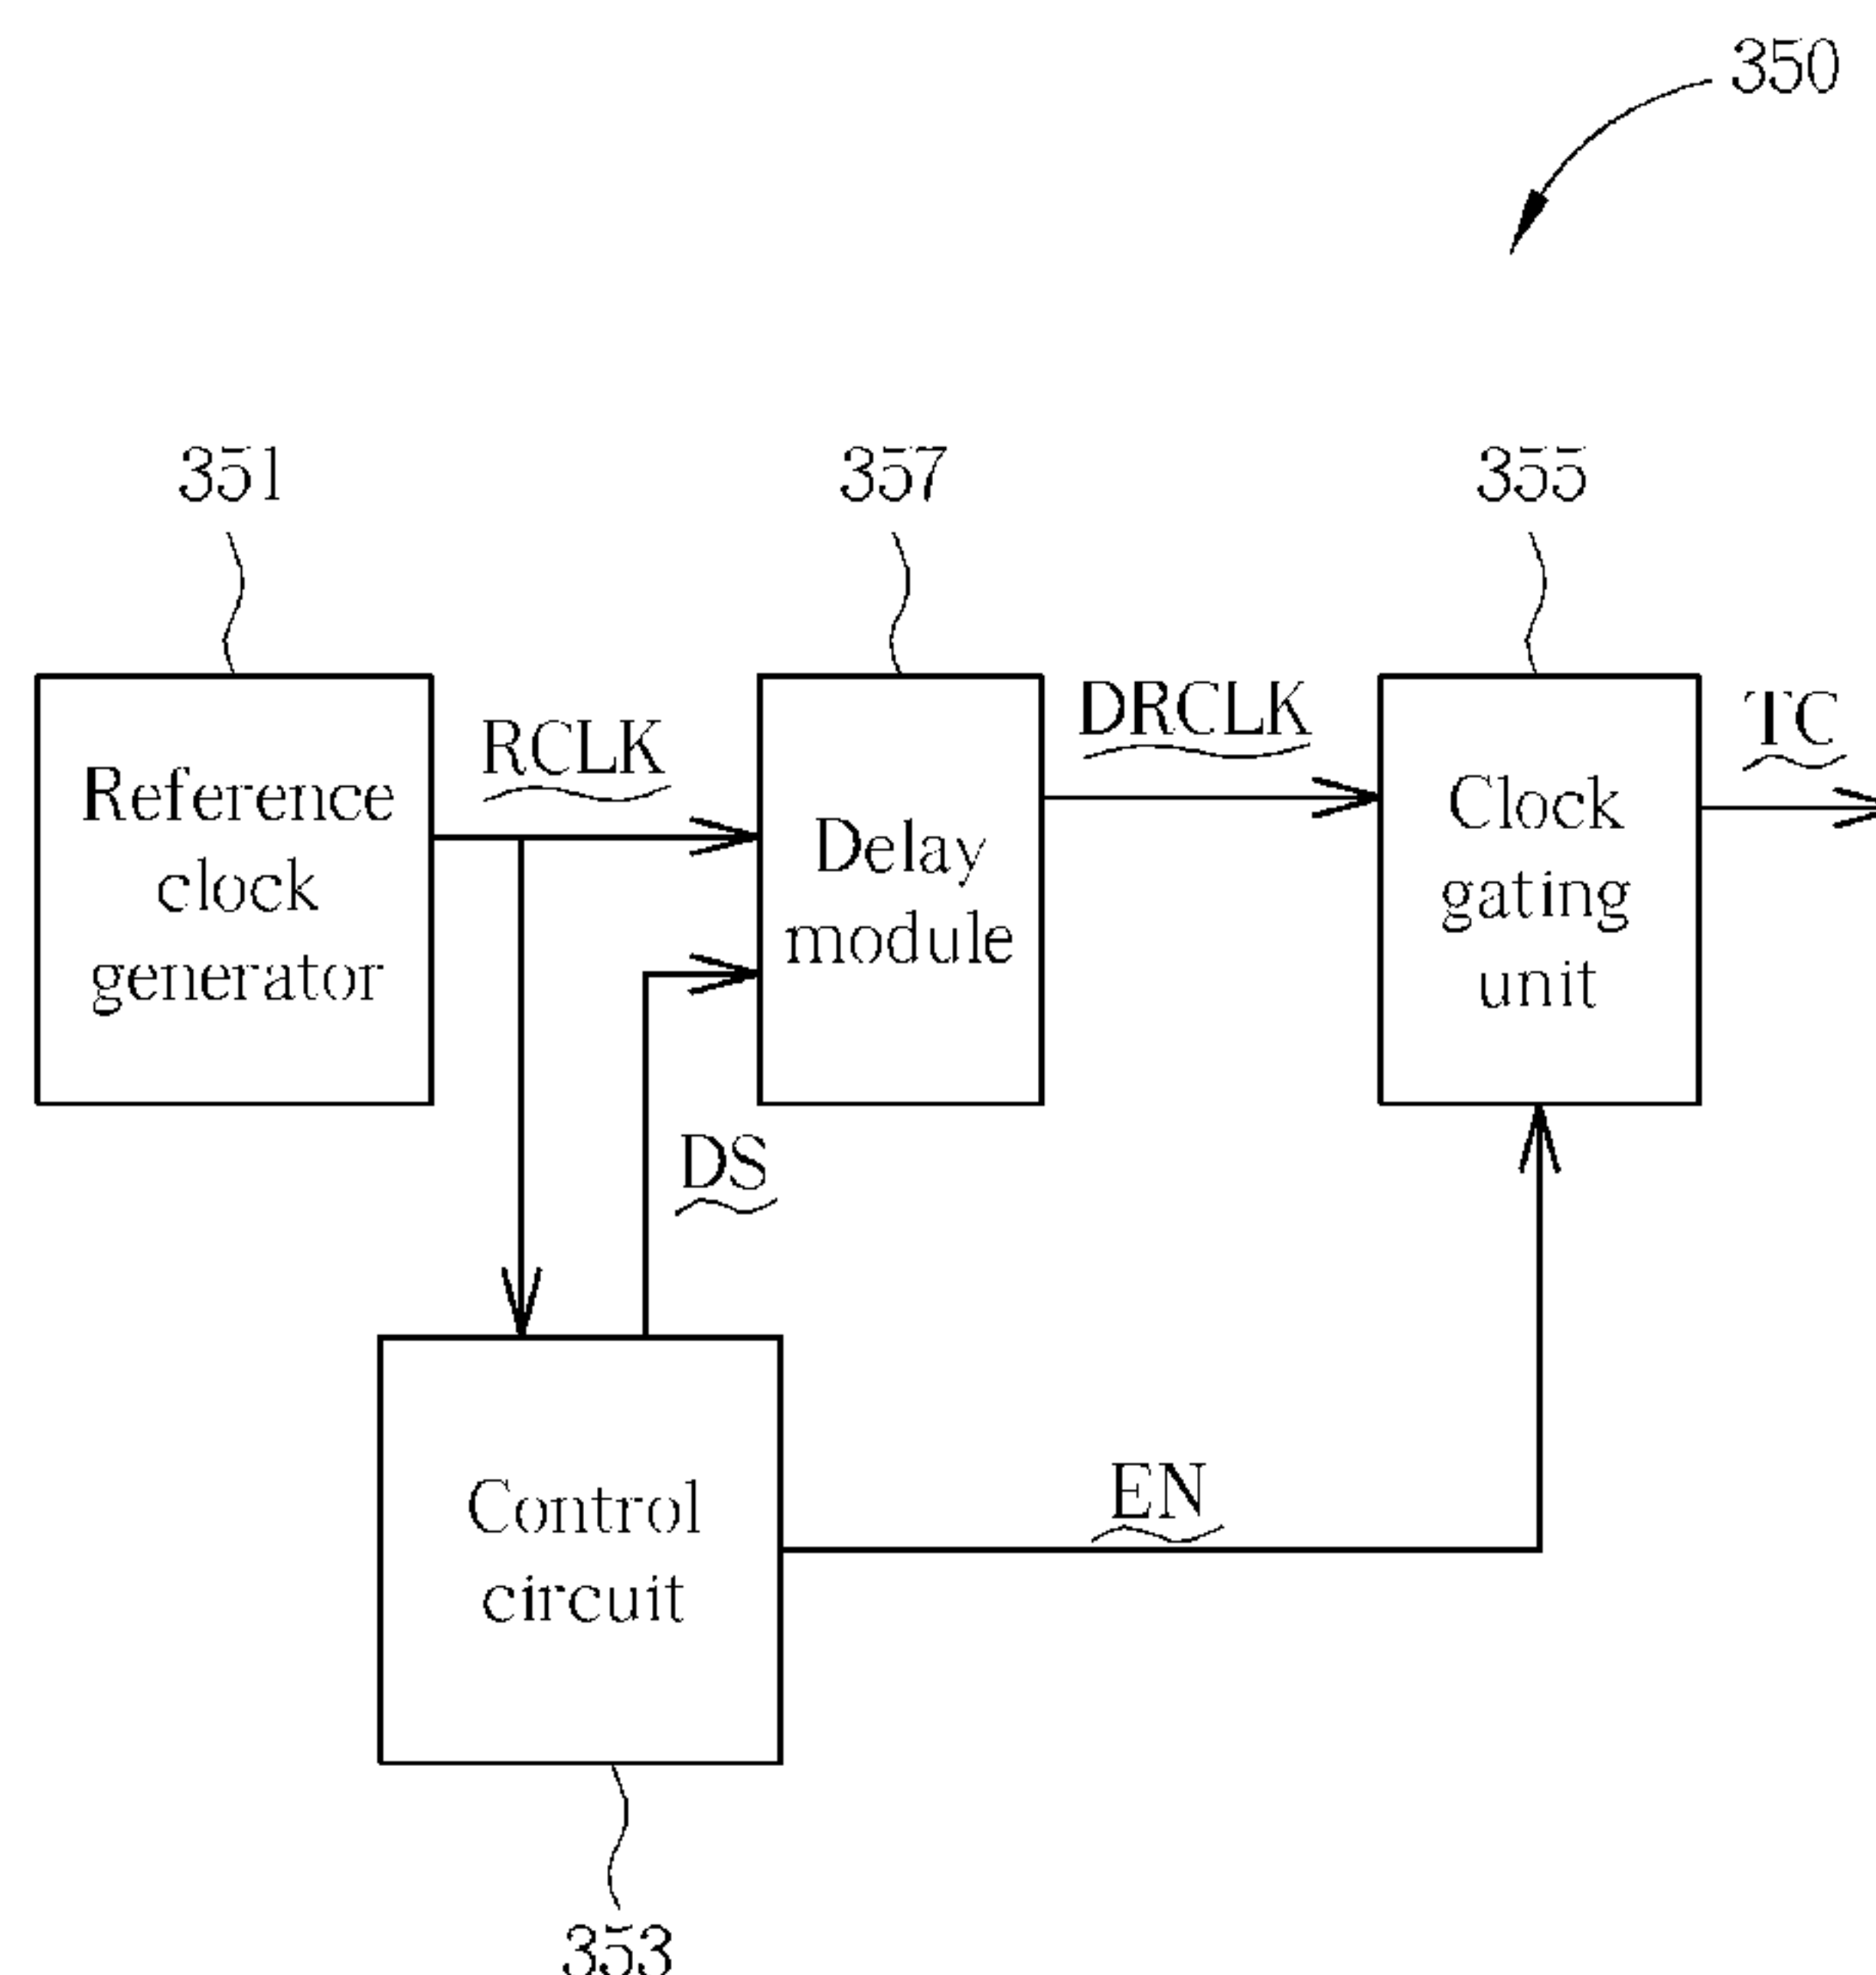 350
351
357
355
RCLK
DRCLK
TC
Reference
clock
generator
Delay
module
Clock
gating
unit
DS
EN
Control
circuit
353